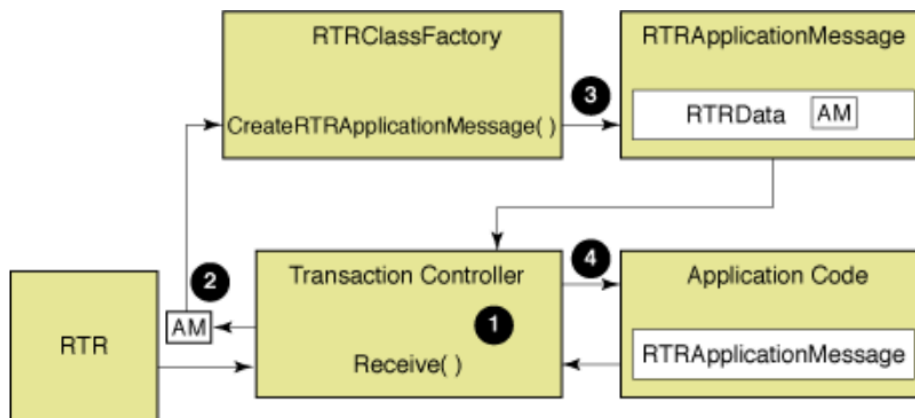 RTRClassFactory
RTRApplicationMessage
3
RTRData AM
CreateRTRApplicationMessage( )
2
Transaction Controller
4
Application Code
AM
1
RTR
Receive( )
RTRApplicationMessage